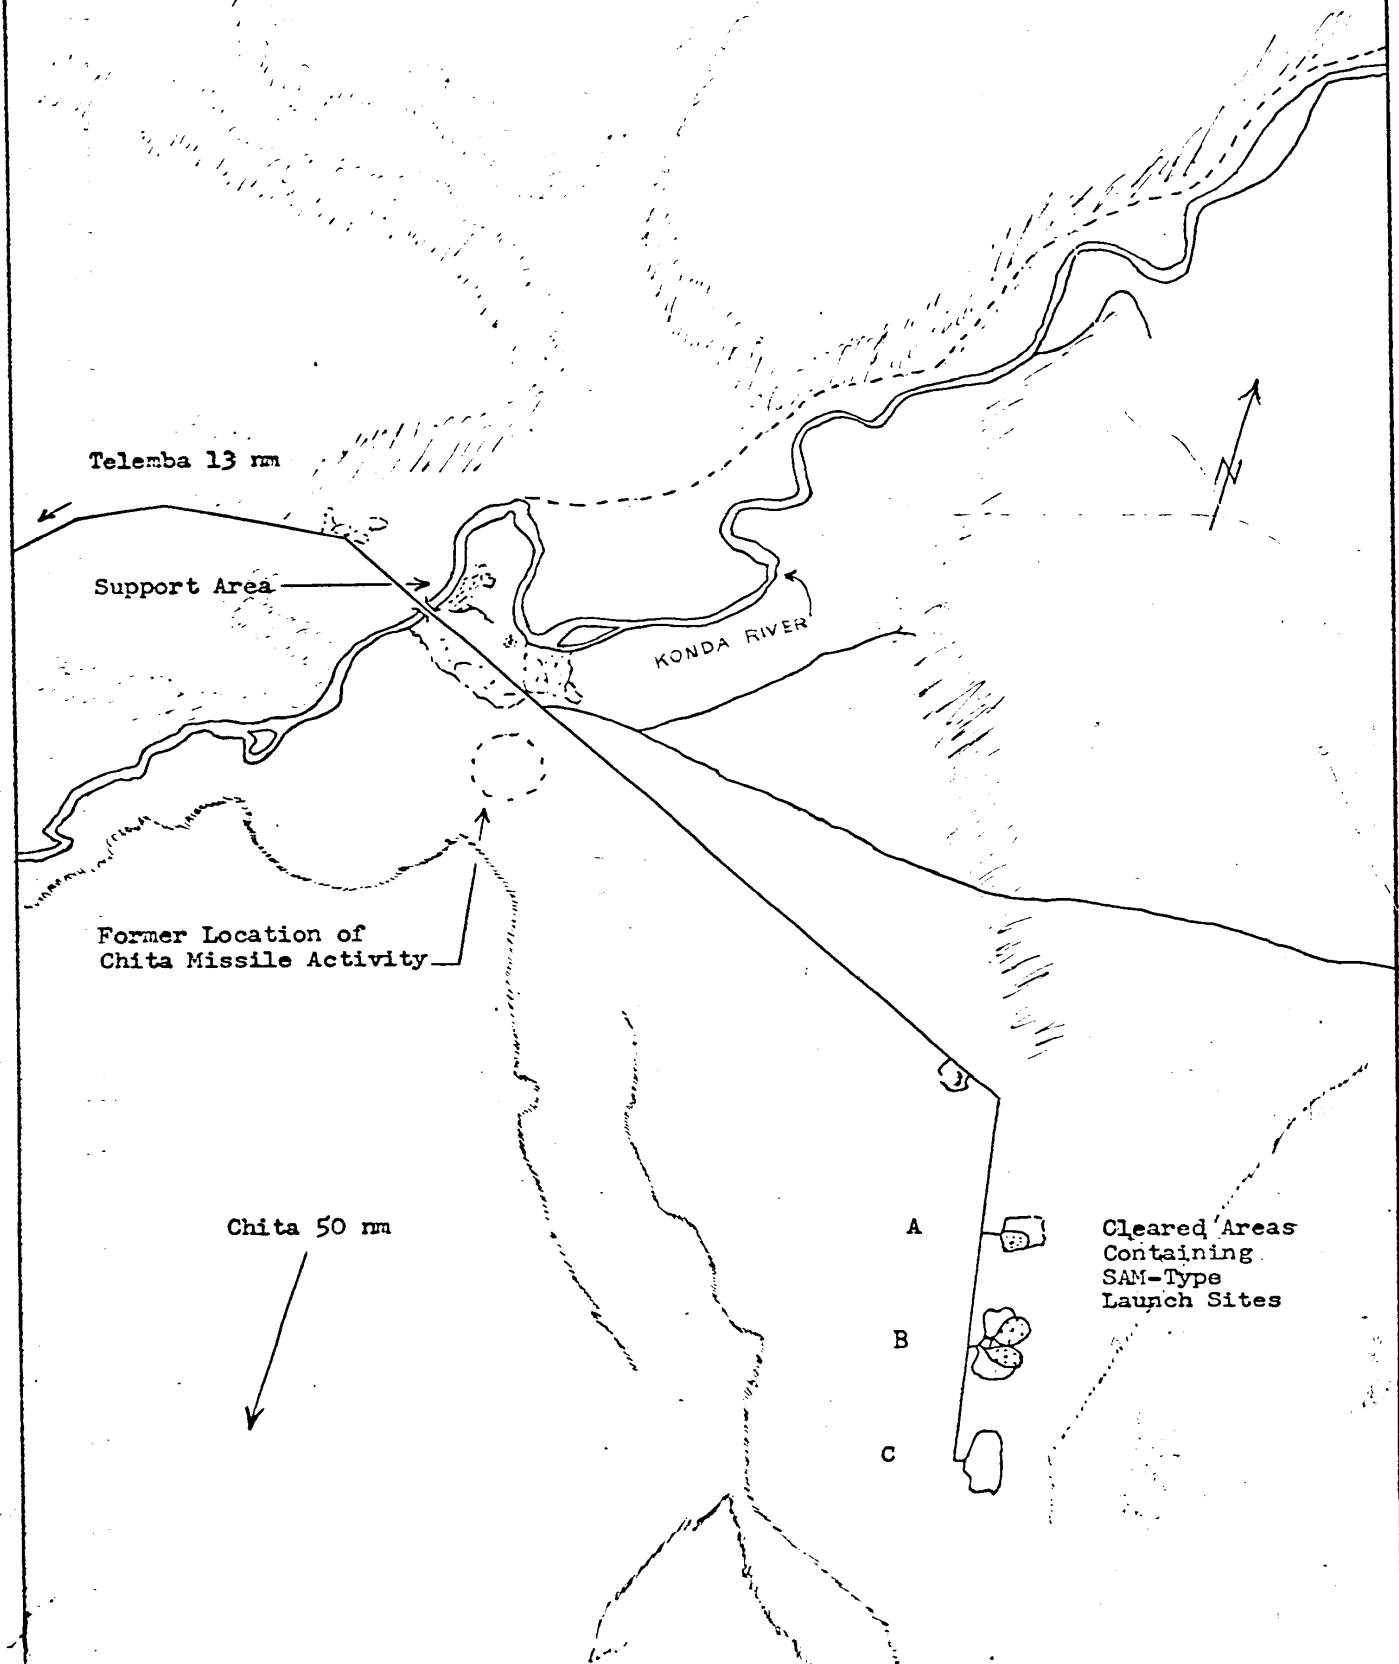 Telemba 13 nm
Support Area
KONDA RIVER
N
Former Location of
Chita Missile Activity
Chita 50 nm
A
B
C
Cleared Areas
Containing
SAM-Type
Launch Sites